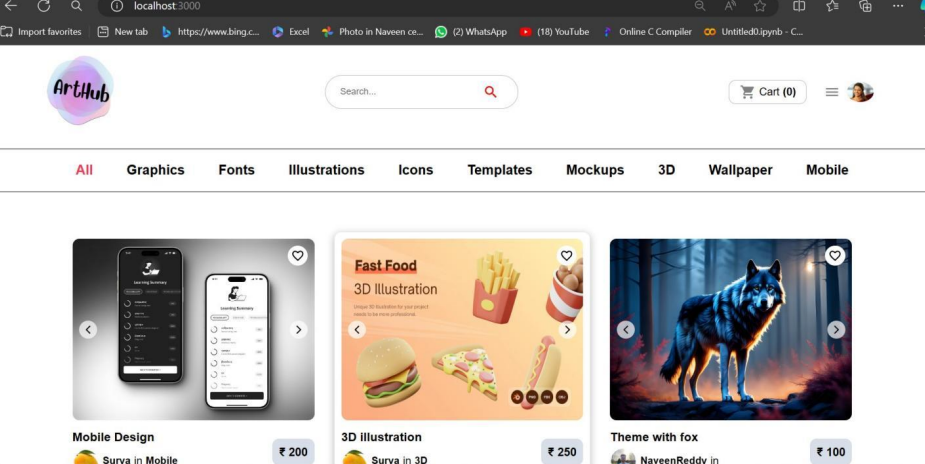 localhost:3000
Import favorites New tab https://www.bing.c... Excel Photo in Naveen ce... (2) WhatsApp (18) YouTube Online C Compiler Untitled0.ipynb - C...
ArtHub
Search...
Cart (0)
All Graphics Fonts Illustrations Icons Templates Mockups 3D Wallpaper Mobile
Learning Summary
Learning Summary
Fast Food
3D Illustration
Unique 3D Illustration for your project
needs to be more professional.
Mobile Design
Surya in Mobile
₹ 200
3D illustration
Surya in 3D
₹ 250
Theme with fox
NaveenReddy in
₹ 100